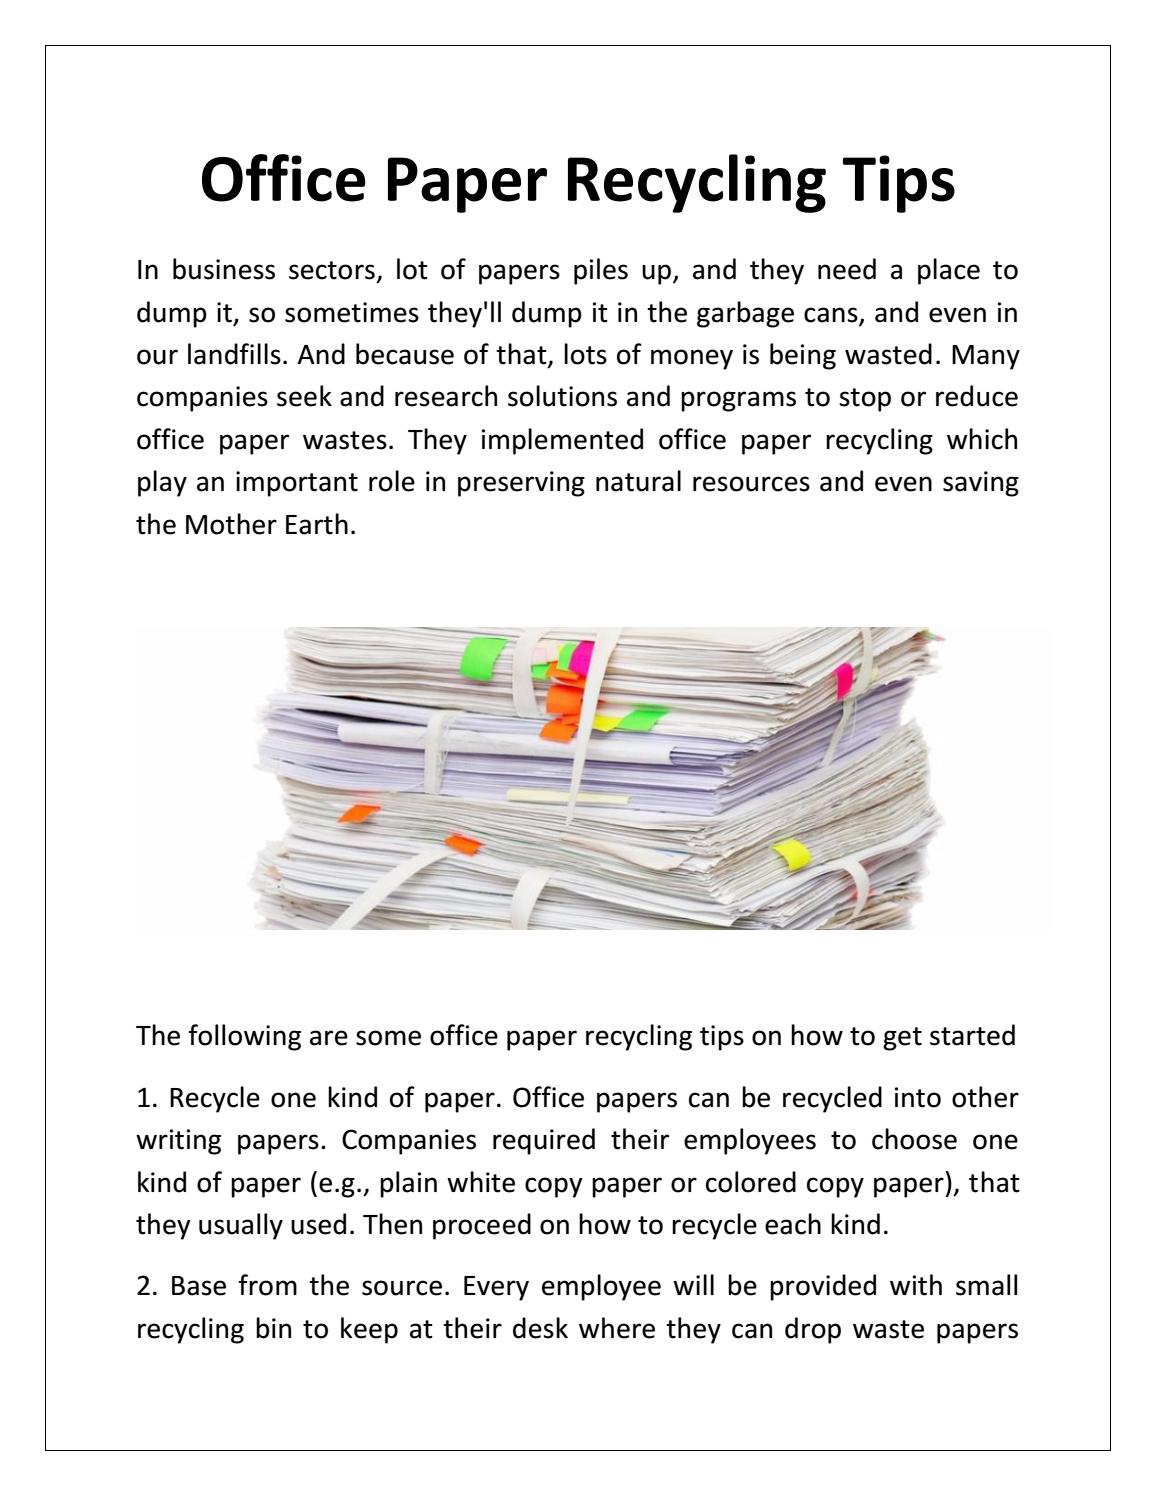 Office Paper Recycling Tips
In business sectors, lot of papers piles up, and they need a place to
dump it, so sometimes they'll dump it in the garbage cans, and even in
our landfills. And because of that, lots of money is being wasted. Many
companies seek and research solutions and programs to stop or reduce
office paper wastes. They implemented office paper recycling which
play an important role in preserving natural resources and even saving
the Mother Earth.
The following are some office paper recycling tips on how to get started
1. Recycle one kind of paper. Office papers can be recycled into other
writing papers. Companies required their employees to choose one
kind of paper (e.g., plain white copy paper or colored copy paper), that
they usually used. Then proceed on how to recycle each kind.
2. Base from the source. Every employee will be provided with small
recycling bin to keep at their desk where they can drop waste papers